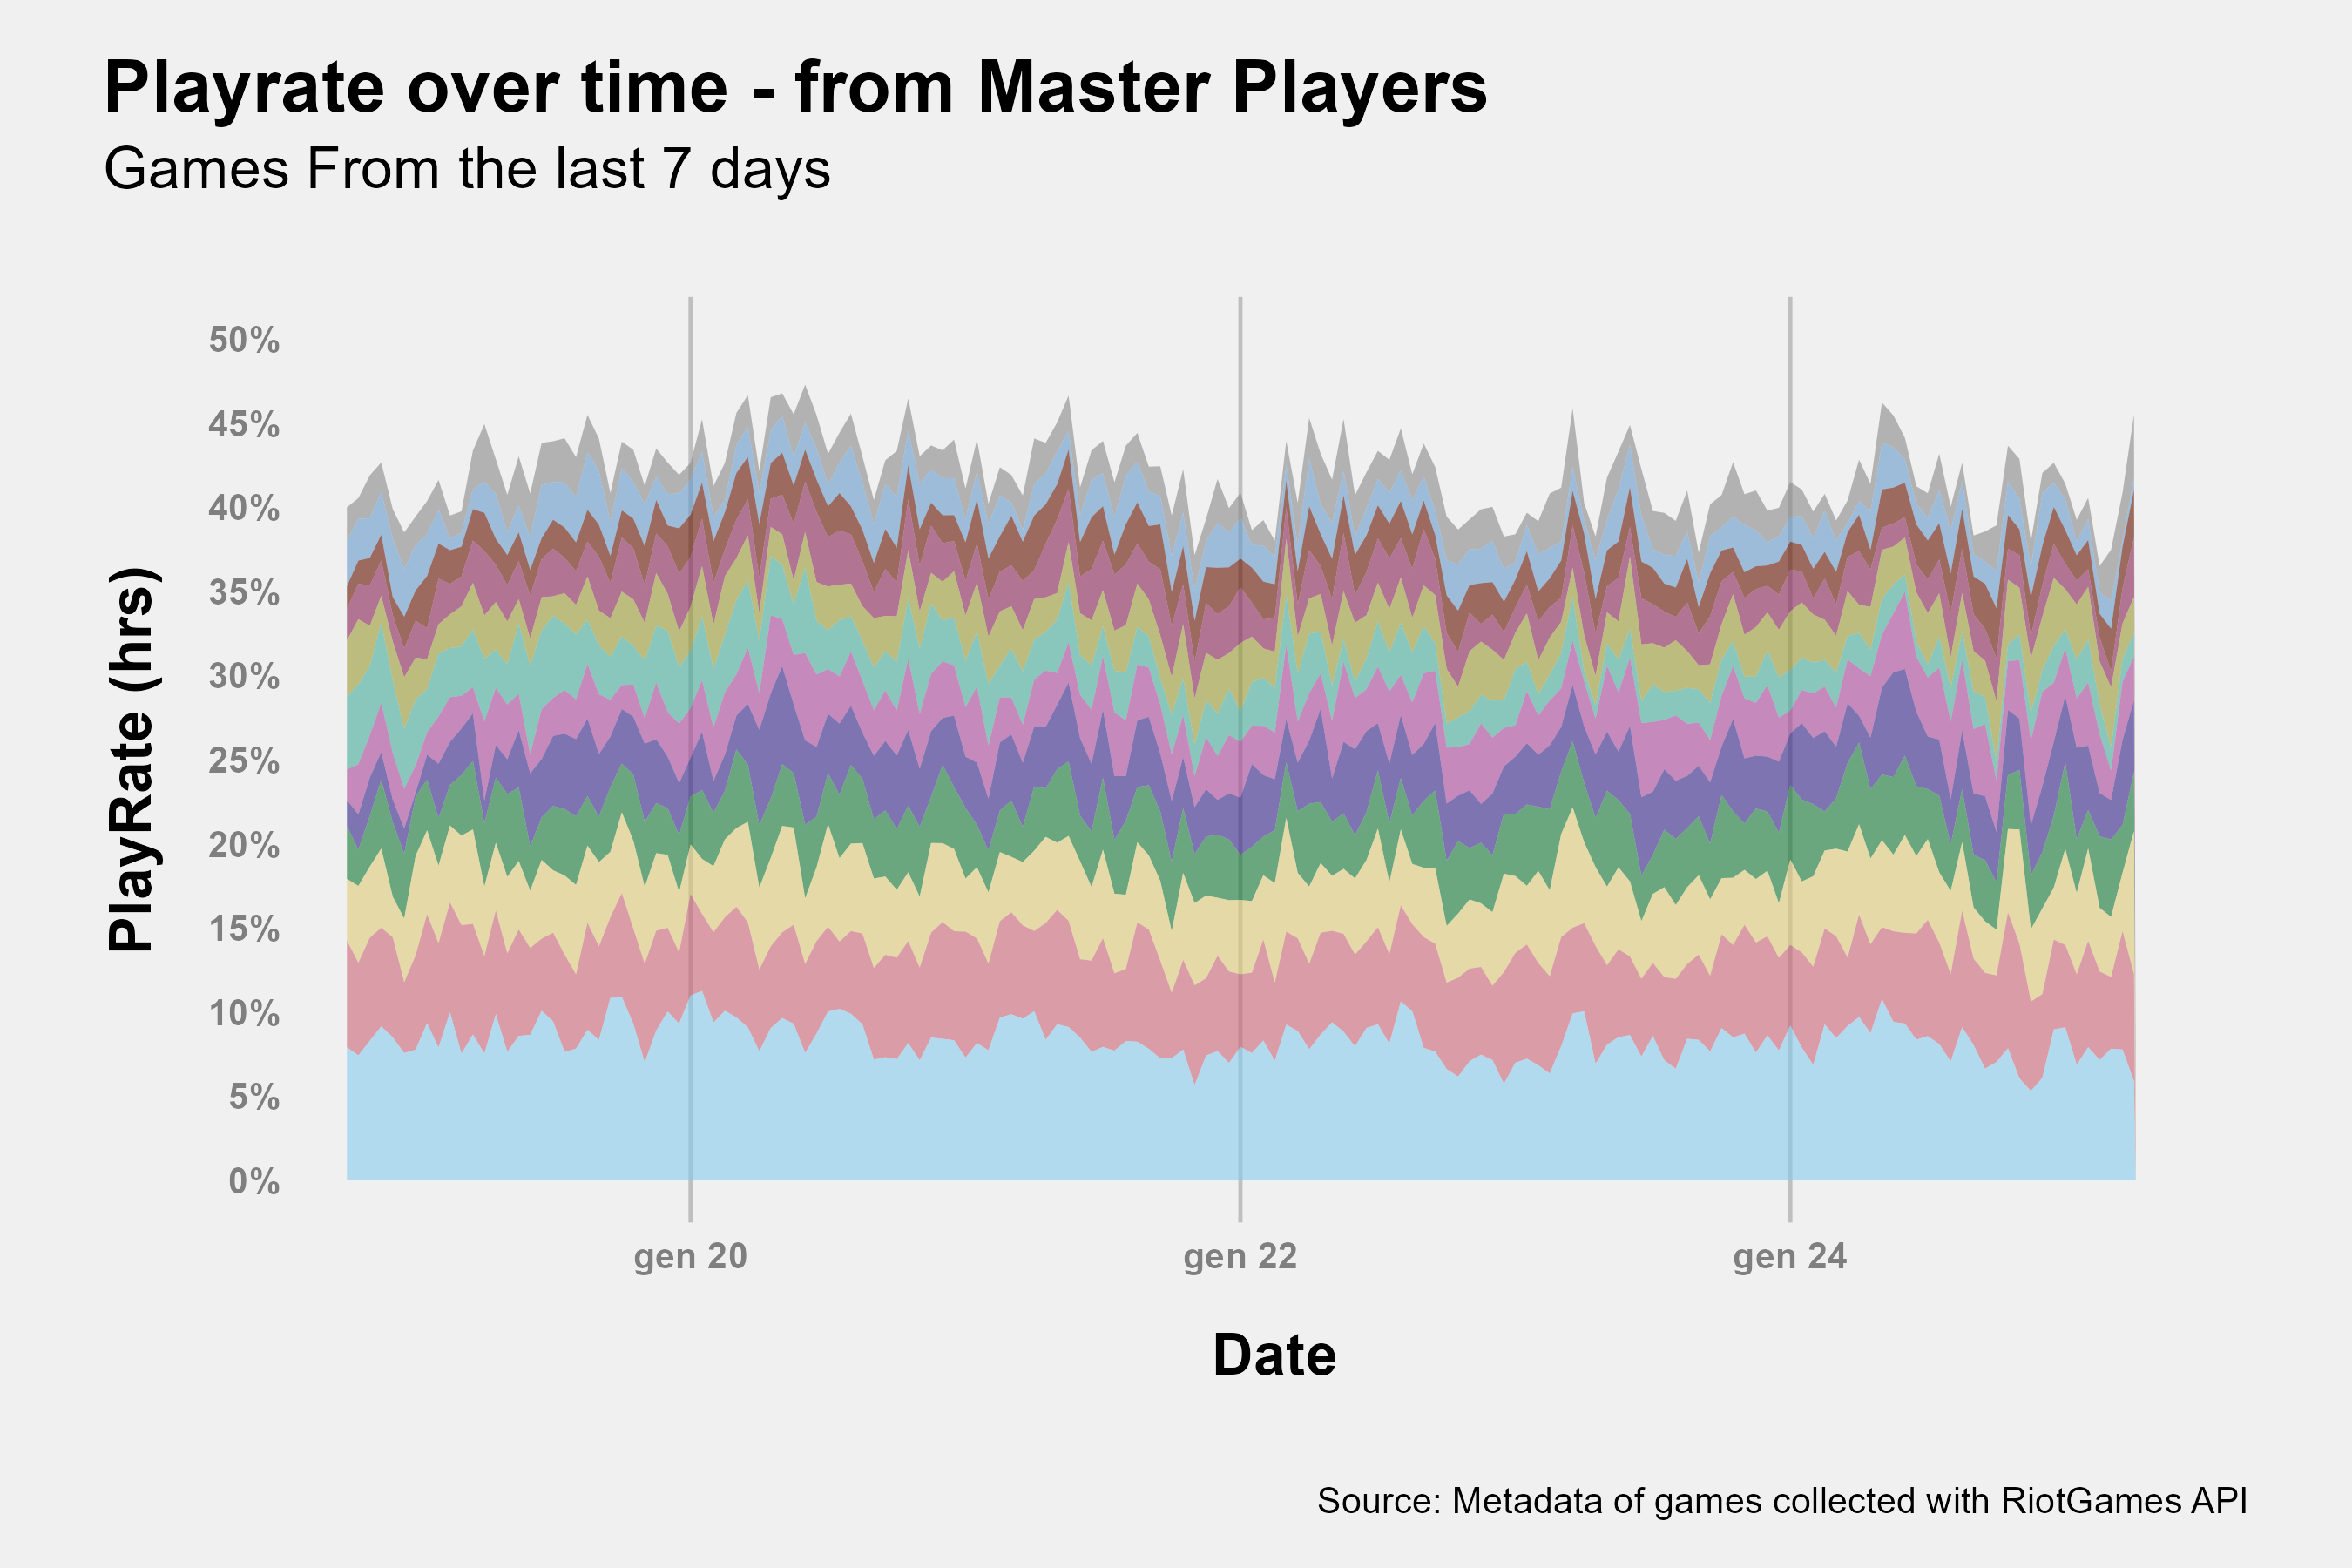 Playrate over time - from Master Players
Games From the last 7 days
PlayRate (hrs)
50%
45%
40%
35%
30%
25%
20%
15%
10%
5%
0%
gen 20
gen 22
gen 24
Date
Source: Metadata of games collected with RiotGames API